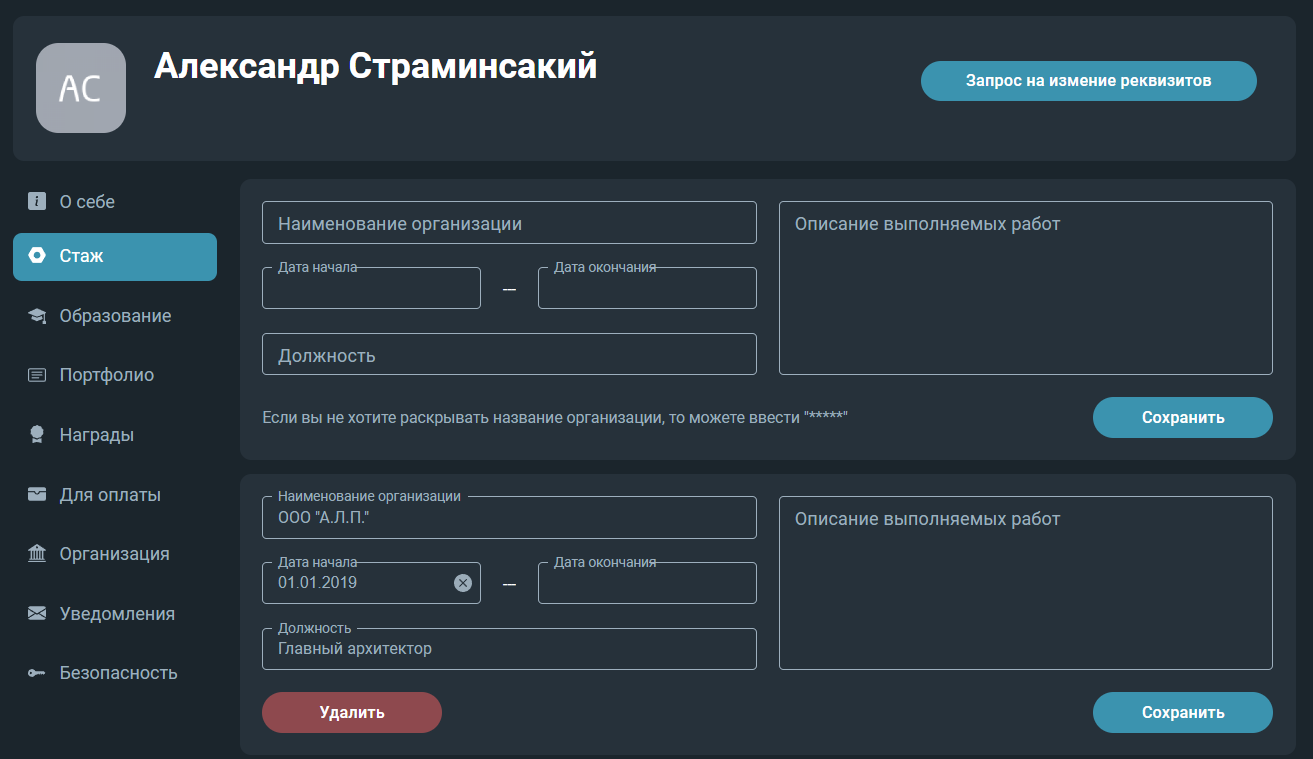 АС
Александр Страминсакий
Запрос на измение реквизитов
О себе
Стаж
Образование
Портфолио
Награды
Для оплаты
Организация
Уведомления
Безопасность
Наименование организации
Описание выполняемых работ
Дата начала
—
Дата окончания
Должность
Если вы не хотите раскрывать название организации, то можете ввести "*****"
Сохранить
Наименование организации
ООО "А.Л.П."
Описание выполняемых работ
Дата начала
01.01.2019
—
Дата окончания
Должность
Главный архитектор
Удалить
Сохранить